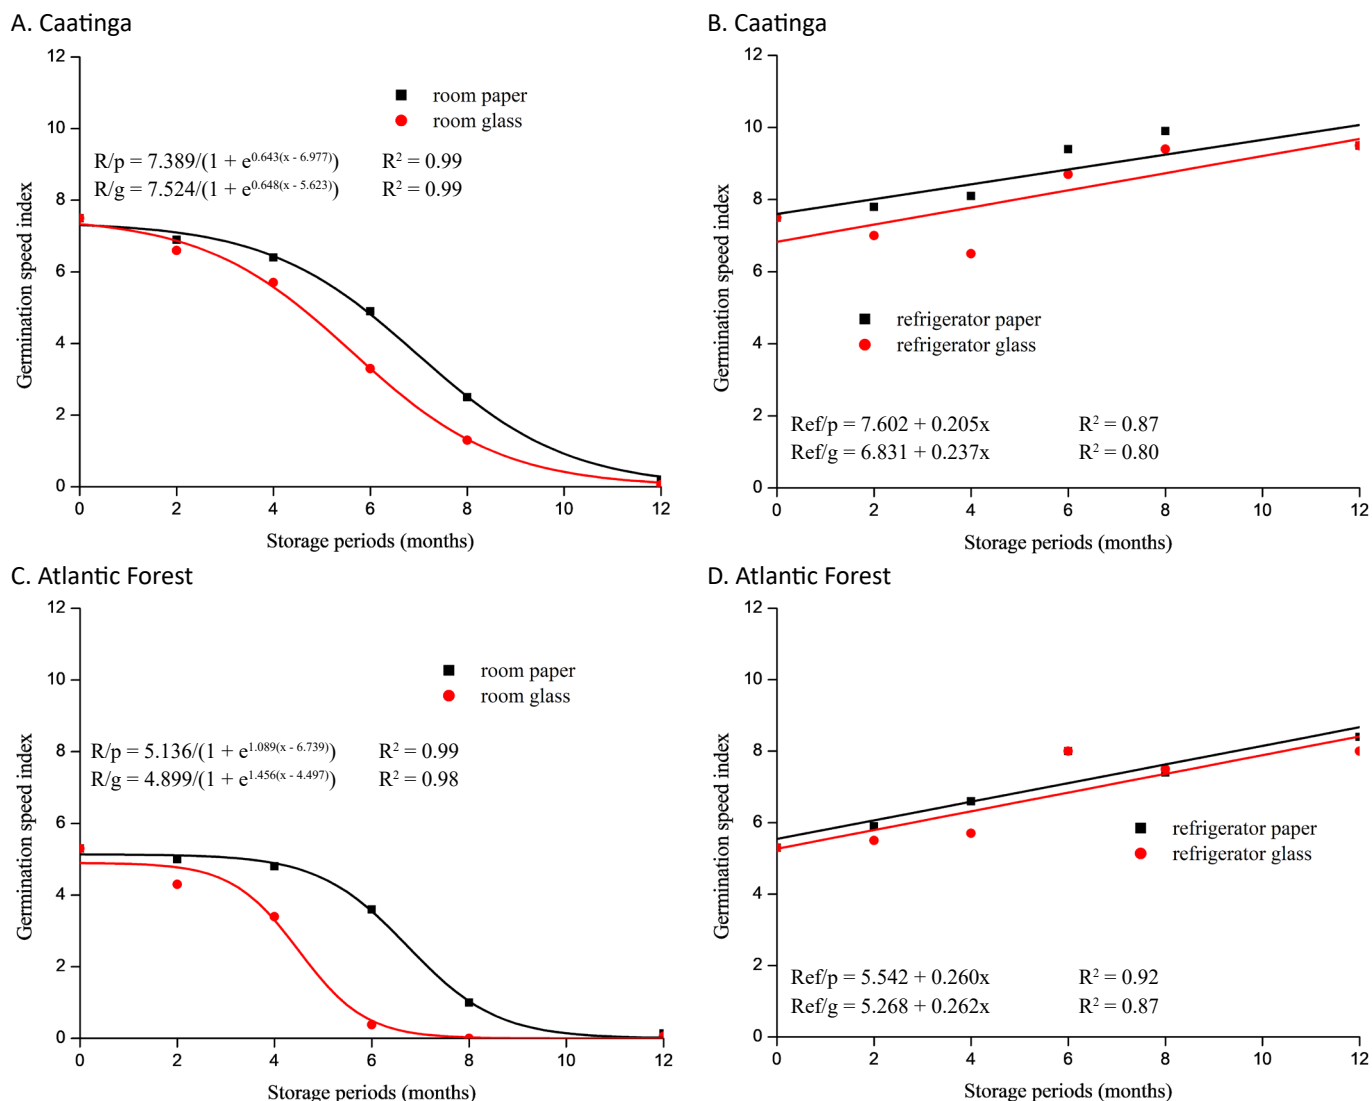 A. Caatinga
12
10
8
6
4
2
0
Germination speed index
room paper
room glass
R/p = 7.389/(1 + e^0.643(x - 6.977)) R² = 0.99
R/g = 7.524/(1 + e^0.648(x - 5.623)) R² = 0.99
0 2 4 6 8 10 12
Storage periods (months)
B. Caatinga
12
10
8
6
4
2
0
Germination speed index
refrigerator paper
refrigerator glass
Ref/p = 7.602 + 0.205x R² = 0.87
Ref/g = 6.831 + 0.237x R² = 0.80
0 2 4 6 8 10 12
Storage periods (months)
C. Atlantic Forest
12
10
8
6
4
2
0
Germination speed index
room paper
room glass
R/p = 5.136/(1 + e^1.089(x - 6.739)) R² = 0.99
R/g = 4.899/(1 + e^1.456(x - 4.497)) R² = 0.98
0 2 4 6 8 10 12
Storage periods (months)
D. Atlantic Forest
12
10
8
6
4
2
0
Germination speed index
refrigerator paper
refrigerator glass
Ref/p = 5.542 + 0.260x R² = 0.92
Ref/g = 5.268 + 0.262x R² = 0.87
0 2 4 6 8 10 12
Storage periods (months)